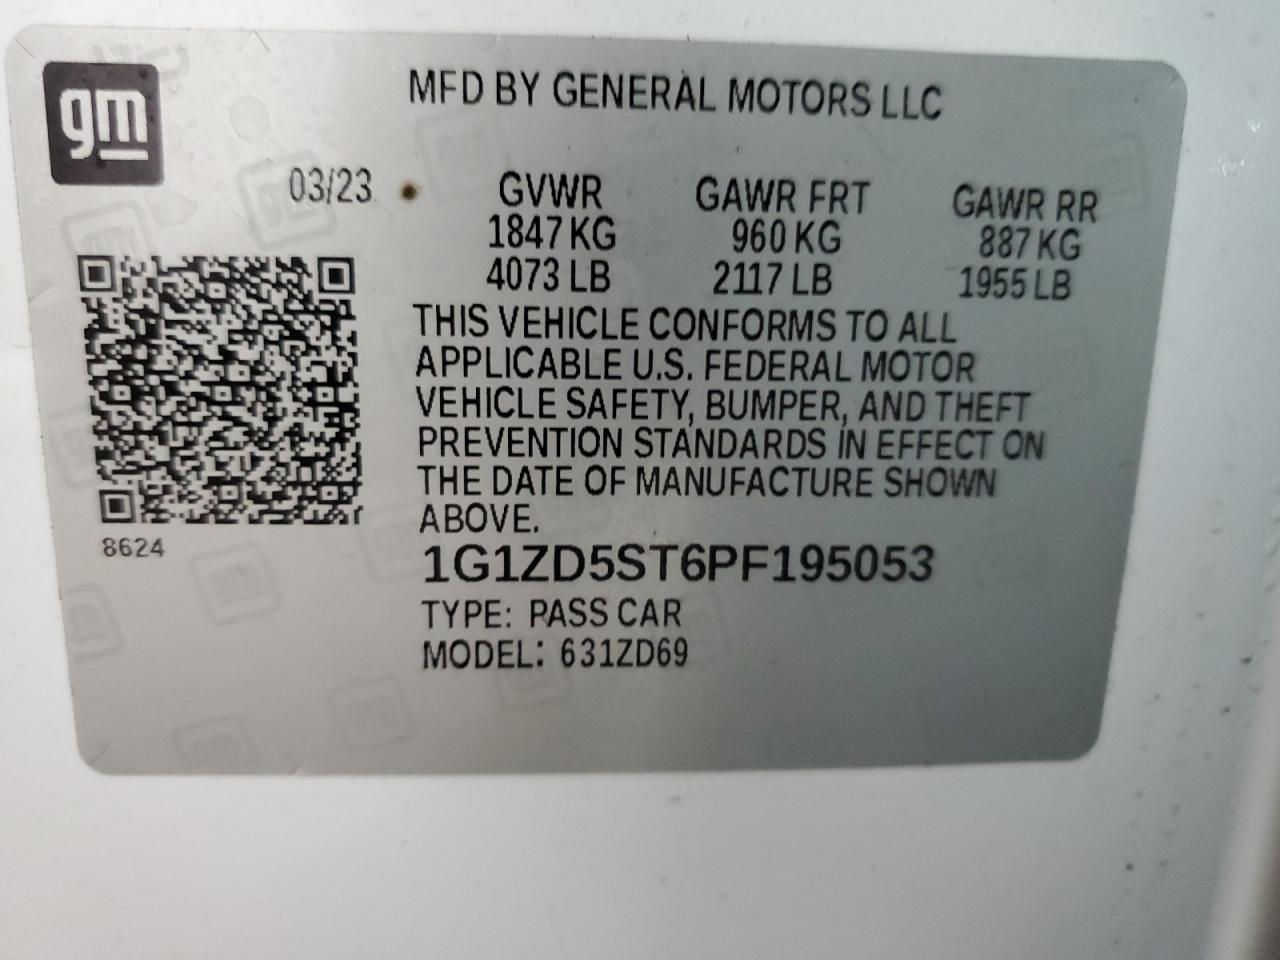 gm
MFD BY GENERAL MOTORS LLC
03/23 GVWR GAWR FRT GAWR RR
1847 KG 960 KG 887 KG
4073 LB 2117 LB 1955 LB
THIS VEHICLE CONFORMS TO ALL
APPLICABLE U.S. FEDERAL MOTOR
VEHICLE SAFETY, BUMPER, AND THEFT
PREVENTION STANDARDS IN EFFECT ON
THE DATE OF MANUFACTURE SHOWN
ABOVE.
8624
1G1ZD5ST6PF195053
TYPE: PASS CAR
MODEL: 631ZD69